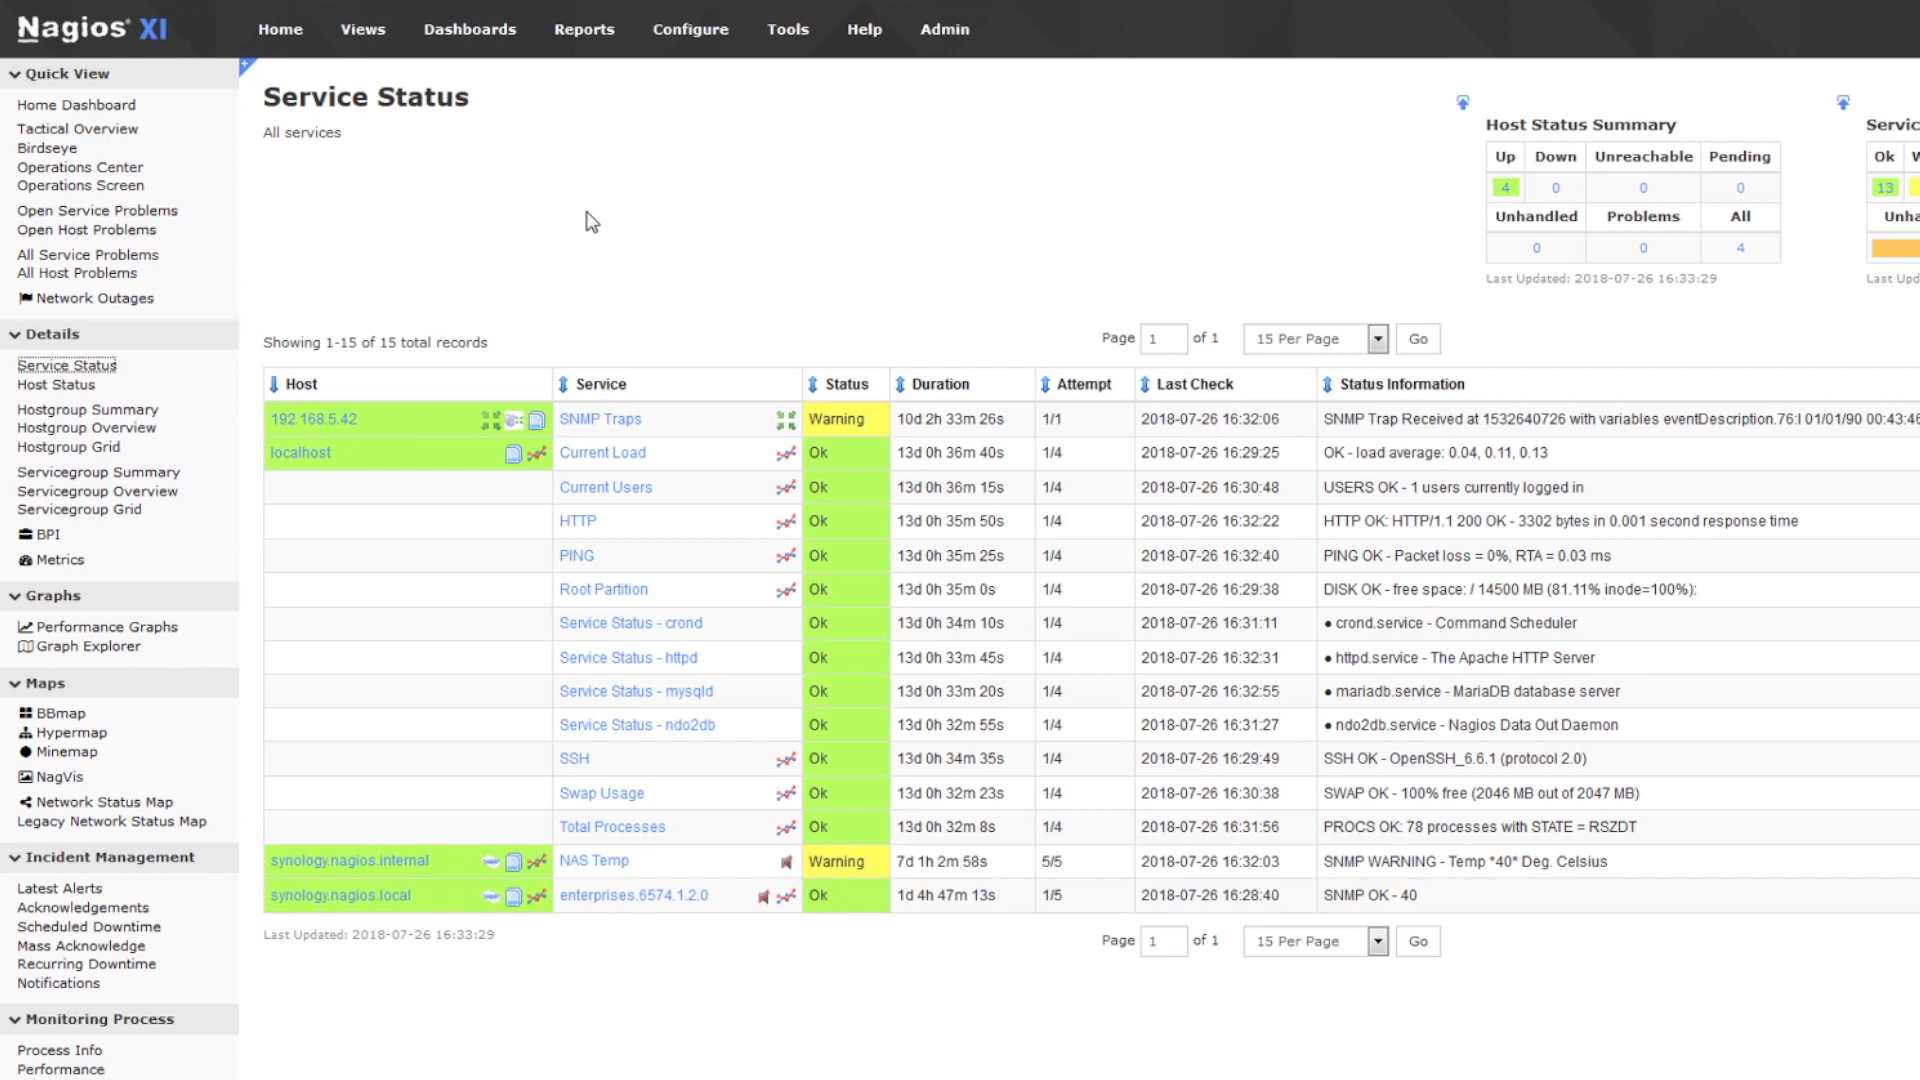 Nagios XI
Home Views Dashboards Reports Configure Tools Help Admin
Quick View
Home Dashboard
Tactical Overview
Birdseye
Operations Center
Operations Screen
Open Service Problems
Open Host Problems
All Service Problems
All Host Problems
Network Outages
Details
Service Status
Host Status
Hostgroup Summary
Hostgroup Overview
Hostgroup Grid
Servicegroup Summary
Servicegroup Overview
Servicegroup Grid
BPI
Metrics
Graphs
Performance Graphs
Graph Explorer
Maps
BBmap
Hypermap
Minemap
NagVis
Network Status Map
Legacy Network Status Map
Incident Management
Latest Alerts
Acknowledgements
Scheduled Downtime
Mass Acknowledge
Recurring Downtime
Notifications
Monitoring Process
Process Info
Performance
Service Status
All services
Host Status Summary
Up Down Unreachable Pending
4 0 0 0
Unhandled Problems All
0 0 4
Last Updated: 2018-07-26 16:33:29
Servic
Ok
13
Unha
Last Upd
Showing 1-15 of 15 total records
Page 1 of 1 15 Per Page Go
Host Service Status Duration Attempt Last Check Status Information
192.168.5.42 SNMP Traps Warning 10d 2h 33m 26s 1/1 2018-07-26 16:32:06 SNMP Trap Received at 1532640726 with variables eventDescription.76:I 01/01/90 00:43:46
localhost Current Load Ok 13d 0h 36m 40s 1/4 2018-07-26 16:29:25 OK - load average: 0.04, 0.11, 0.13
Current Users Ok 13d 0h 36m 15s 1/4 2018-07-26 16:30:48 USERS OK - 1 users currently logged in
HTTP Ok 13d 0h 35m 50s 1/4 2018-07-26 16:32:22 HTTP OK: HTTP/1.1 200 OK - 3302 bytes in 0.001 second response time
PING Ok 13d 0h 35m 25s 1/4 2018-07-26 16:32:40 PING OK - Packet loss = 0%, RTA = 0.03 ms
Root Partition Ok 13d 0h 35m 0s 1/4 2018-07-26 16:29:38 DISK OK - free space: / 14500 MB (81.11% inode=100%):
Service Status - crond Ok 13d 0h 34m 10s 1/4 2018-07-26 16:31:11 ● crond.service - Command Scheduler
Service Status - httpd Ok 13d 0h 33m 45s 1/4 2018-07-26 16:32:31 ● httpd.service - The Apache HTTP Server
Service Status - mysqld Ok 13d 0h 33m 20s 1/4 2018-07-26 16:32:55 ● mariadb.service - MariaDB database server
Service Status - ndo2db Ok 13d 0h 32m 55s 1/4 2018-07-26 16:31:27 ● ndo2db.service - Nagios Data Out Daemon
SSH Ok 13d 0h 34m 35s 1/4 2018-07-26 16:29:49 SSH OK - OpenSSH_6.6.1 (protocol 2.0)
Swap Usage Ok 13d 0h 32m 23s 1/4 2018-07-26 16:30:38 SWAP OK - 100% free (2046 MB out of 2047 MB)
Total Processes Ok 13d 0h 32m 8s 1/4 2018-07-26 16:31:56 PROCS OK: 78 processes with STATE = RSZDT
synology.nagios.internal NAS Temp Warning 7d 1h 2m 58s 5/5 2018-07-26 16:32:03 SNMP WARNING - Temp *40* Deg. Celsius
synology.nagios.local enterprises.6574.1.2.0 Ok 1d 4h 47m 13s 1/5 2018-07-26 16:28:40 SNMP OK - 40
Last Updated: 2018-07-26 16:33:29
Page 1 of 1 15 Per Page Go